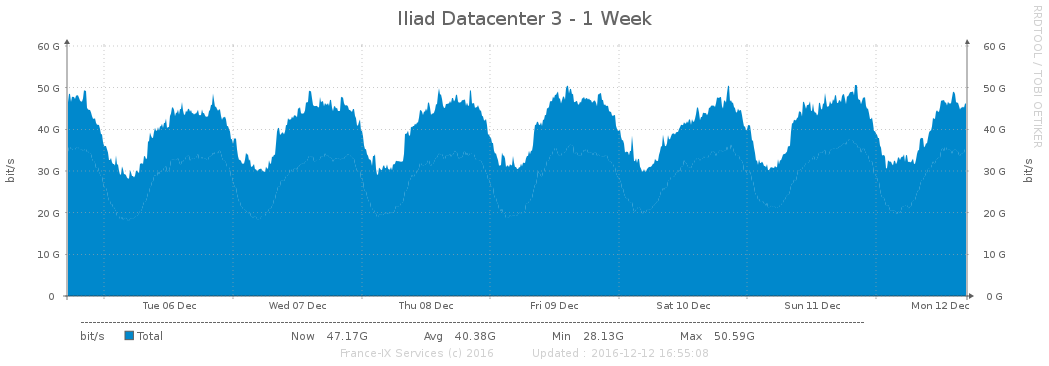 Iliad Datacenter 3 - 1 Week
RRDTOOL / TOBI OETIKER
bit/s
60 G
50 G
40 G
30 G
20 G
10 G
0
60 G
50 G
40 G
30 G
20 G
10 G
0 G
bit/s
Tue 06 Dec Wed 07 Dec Thu 08 Dec Fri 09 Dec Sat 10 Dec Sun 11 Dec Mon 12 Dec
bit/s Total Now 47.17G Avg 40.38G Min 28.13G Max 50.59G
France-IX Services (c) 2016 Updated : 2016-12-12 16:55:08